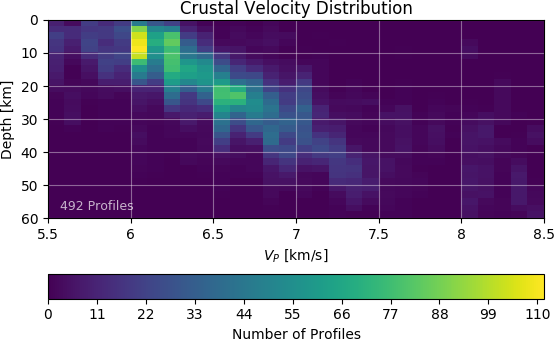 Crustal Velocity Distribution
0
10
20
30
40
50
60
Depth [km]
492 Profiles
5.5 6 6.5 7 7.5 8 8.5
V_P [km/s]
0 11 22 33 44 55 66 77 88 99 110
Number of Profiles